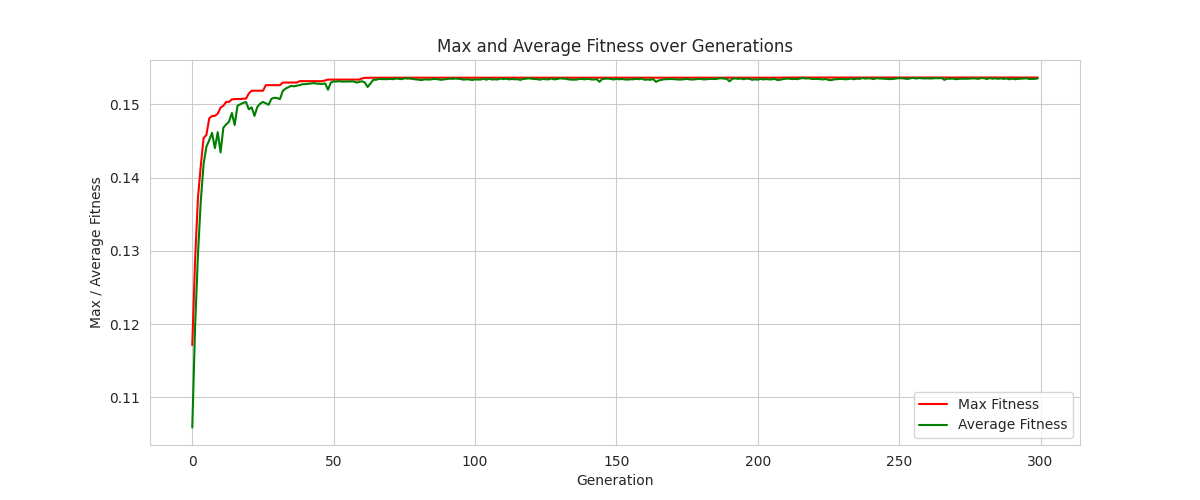 Max and Average Fitness over Generations
Max / Average Fitness
0.15
0.14
0.13
0.12
0.11
0
50
100
150
200
250
300
Generation
Max Fitness
Average Fitness